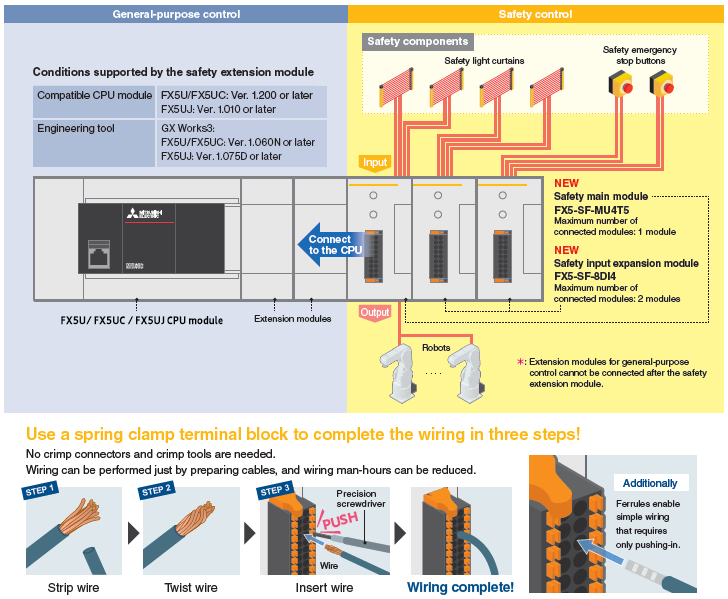 General-purpose control
Safety control
Safety components
Safety light curtains
Safety emergency
stop buttons
Conditions supported by the safety extension module
Compatible CPU module
FX5U/FX5UC: Ver. 1.200 or later
FX5UJ: Ver. 1.010 or later
Engineering tool
GX Works3:
FX5U/FX5UC: Ver. 1.060N or later
FX5UJ: Ver. 1.075D or later
Input
MITSUBISHI
ELECTRIC
Connect
to the CPU
NEW
Safety main module
FX5-SF-MU4T5
Maximum number of
connected modules: 1 module
NEW
Safety input expansion module
FX5-SF-8DI4
Maximum number of
connected modules: 2 modules
Output
FX5U/ FX5UC / FX5UJ CPU module
Extension modules
Robots
*: Extension modules for general-purpose
control cannot be connected after the safety
extension module.
Use a spring clamp terminal block to complete the wiring in three steps!
No crimp connectors and crimp tools are needed.
Wiring can be performed just by preparing cables, and wiring man-hours can be reduced.
STEP 1
STEP 2
STEP 3
Precision
screwdriver
PUSH
Wire
Strip wire
Twist wire
Insert wire
Wiring complete!
Additionally
Ferrules enable
simple wiring
that requires
only pushing-in.